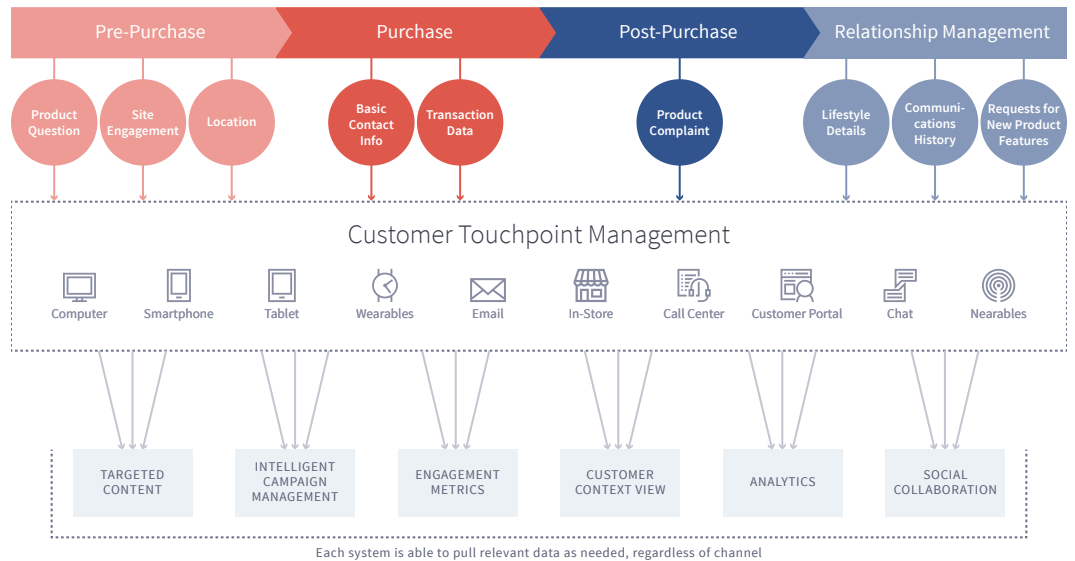 Pre-Purchase
Purchase
Post-Purchase
Relationship Management
Product
Question
Site
Engagement
Location
Basic
Contact
Info
Transaction
Data
Product
Complaint
Lifestyle
Details
Communi-
cations
History
Requests for
New Product
Features
Customer Touchpoint Management
Computer
Smartphone
Tablet
Wearables
Email
In-Store
Call Center
Customer Portal
Chat
Nearables
TARGETED
CONTENT
INTELLIGENT
CAMPAIGN
MANAGEMENT
ENGAGEMENT
METRICS
CUSTOMER
CONTEXT VIEW
ANALYTICS
SOCIAL
COLLABORATION
Each system is able to pull relevant data as needed, regardless of channel